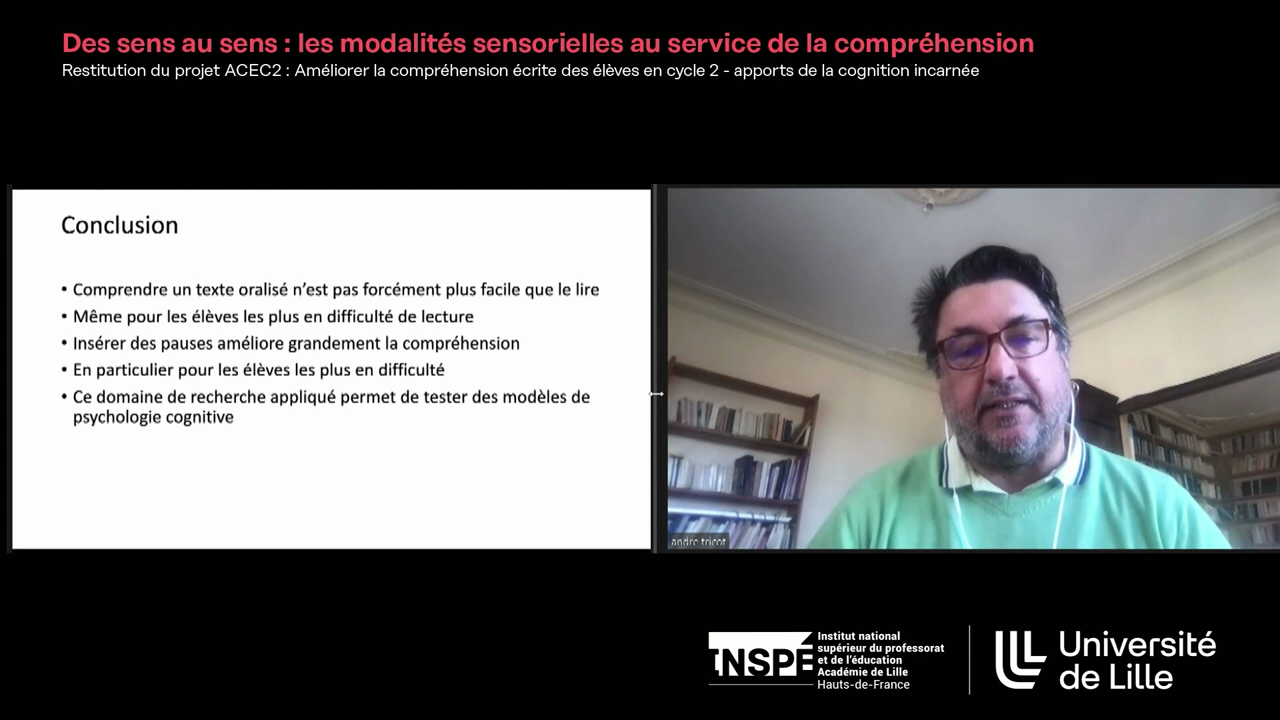 Des sens au sens : les modalités sensorielles au service de la compréhension
Restitution du projet ACEC2 : Améliorer la compréhension écrite des élèves en cycle 2 - apports de la cognition incarnée
Conclusion
• Comprendre un texte oralisé n’est pas forcément plus facile que le lire
• Même pour les élèves les plus en difficulté de lecture
• Insérer des pauses améliore grandement la compréhension
• En particulier pour les élèves les plus en difficulté
• Ce domaine de recherche appliqué permet de tester des modèles de
psychologie cognitive
andre tricot
INSPE
Institut national
supérieur du professorat
et de l'éducation
Académie de Lille
Hauts-de-France
Université
de Lille